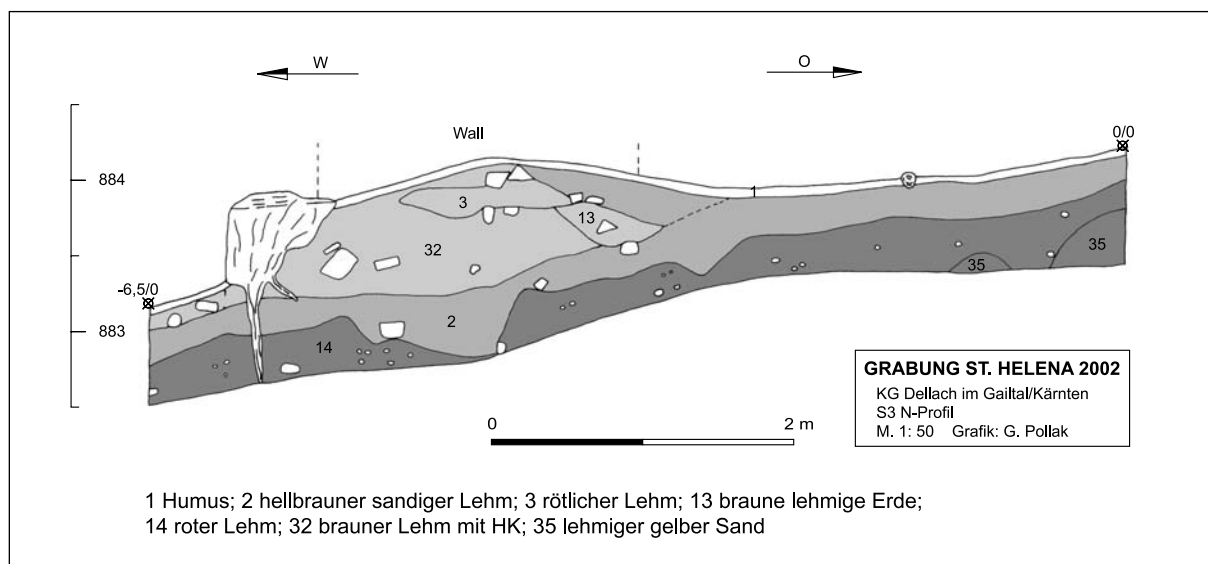 W
O
Wall
0/0
884
1
3
13
32
35
35
-6,5/0
1
883
2
14
GRABUNG ST. HELENA 2002
KG Dellach im Gailtal/Kärnten
S3 N-Profil
M. 1: 50 Grafik: G. Pollak
0 2 m
1 Humus; 2 hellbrauner sandiger Lehm; 3 rötlicher Lehm; 13 braune lehmige Erde;
14 roter Lehm; 32 brauner Lehm mit HK; 35 lehmiger gelber Sand